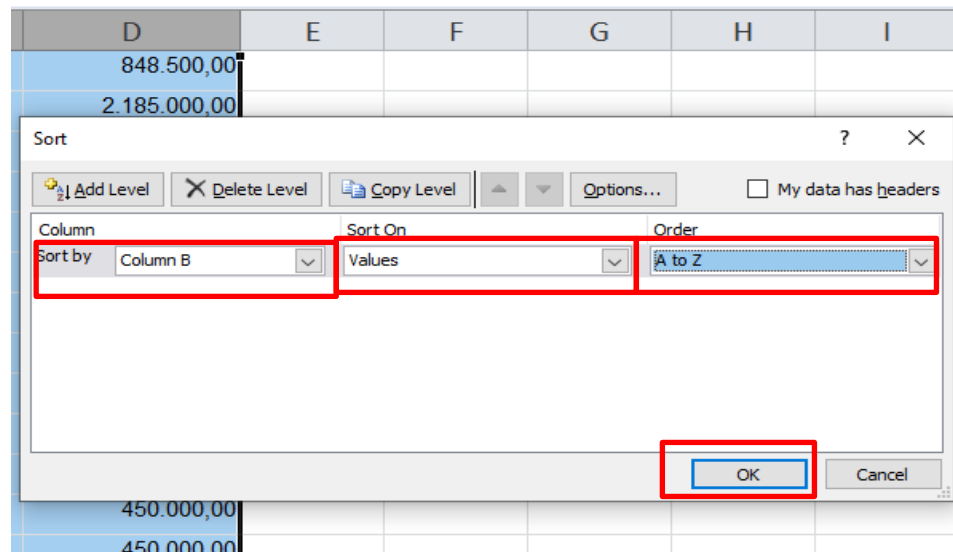 D E F G H I
848.500,00
2.185.000,00
Sort ?
Add Level Delete Level Copy Level Options... My data has headers
Column Sort On Order
Sort by Column B Values A to Z
OK Cancel
450.000,00
450.000,00